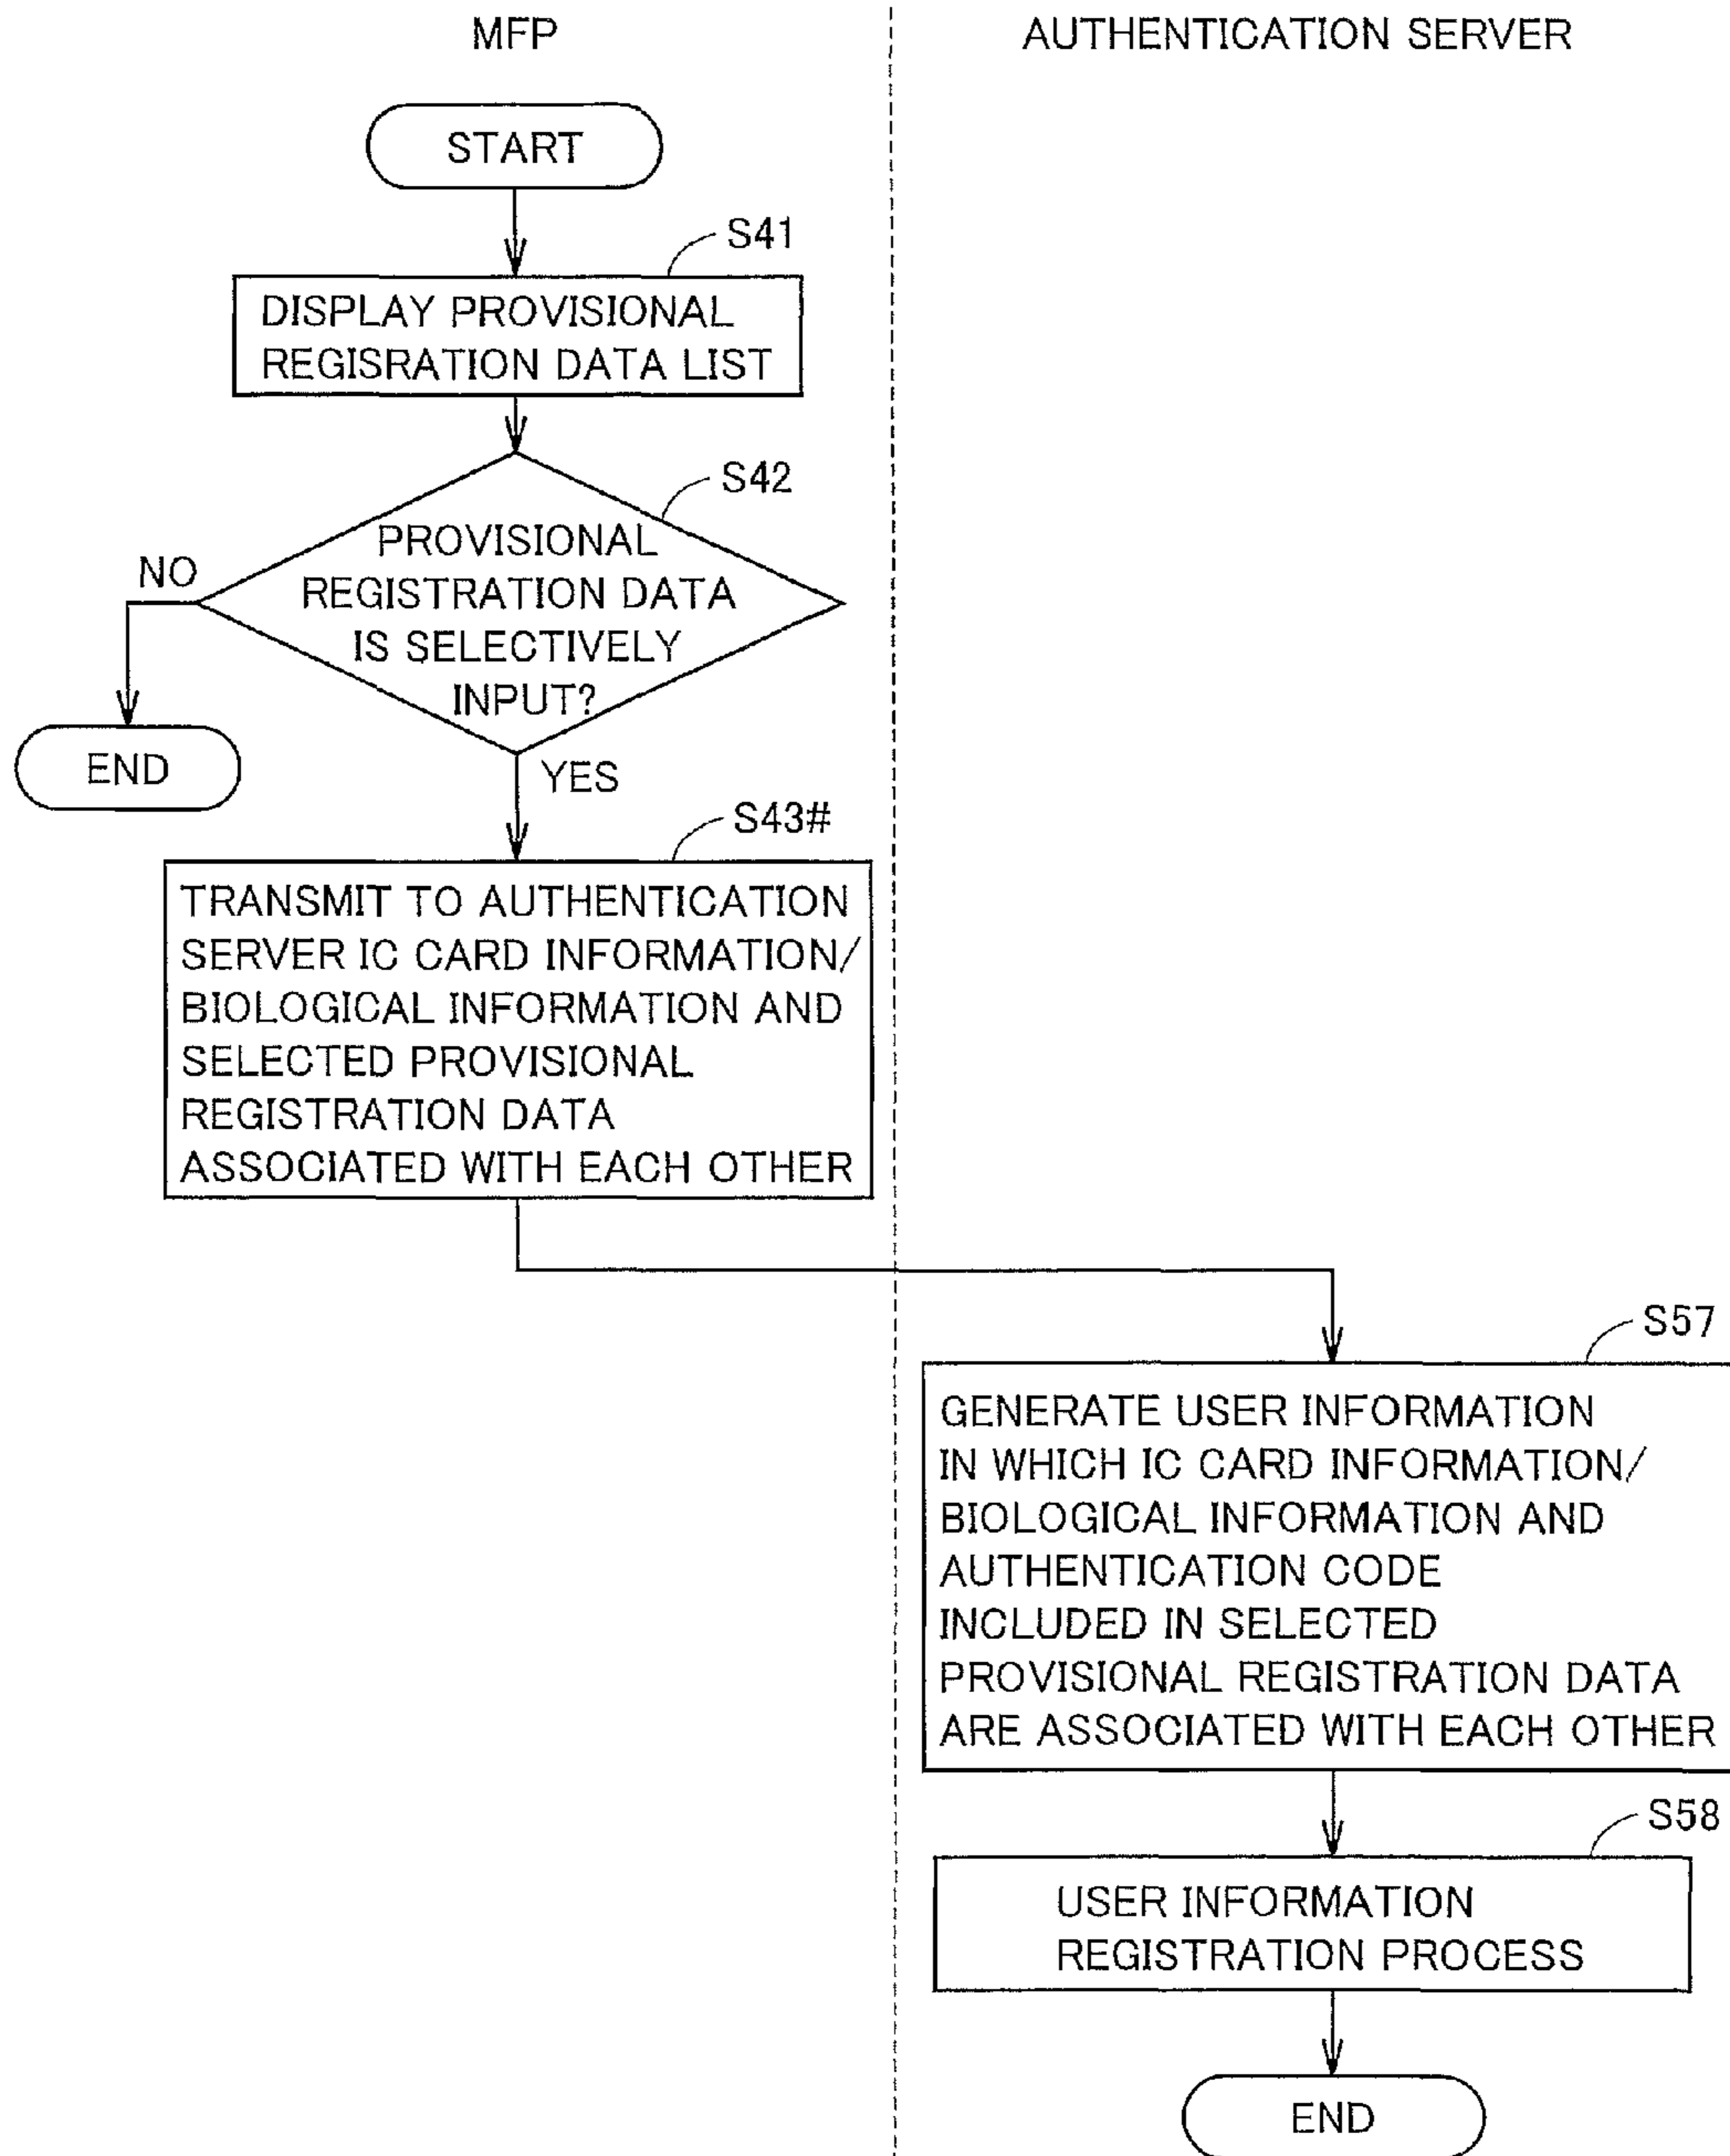 MFP
AUTHENTICATION SERVER
START
S41
DISPLAY PROVISIONAL
REGISRATION DATA LIST
S42
PROVISIONAL
REGISTRATION DATA
IS SELECTIVELY
INPUT?
NO
END
YES
S43#
TRANSMIT TO AUTHENTICATION
SERVER IC CARD INFORMATION/
BIOLOGICAL INFORMATION AND
SELECTED PROVISIONAL
REGISTRATION DATA
ASSOCIATED WITH EACH OTHER
S57
GENERATE USER INFORMATION
IN WHICH IC CARD INFORMATION/
BIOLOGICAL INFORMATION AND
AUTHENTICATION CODE
INCLUDED IN SELECTED
PROVISIONAL REGISTRATION DATA
ARE ASSOCIATED WITH EACH OTHER
S58
USER INFORMATION
REGISTRATION PROCESS
END